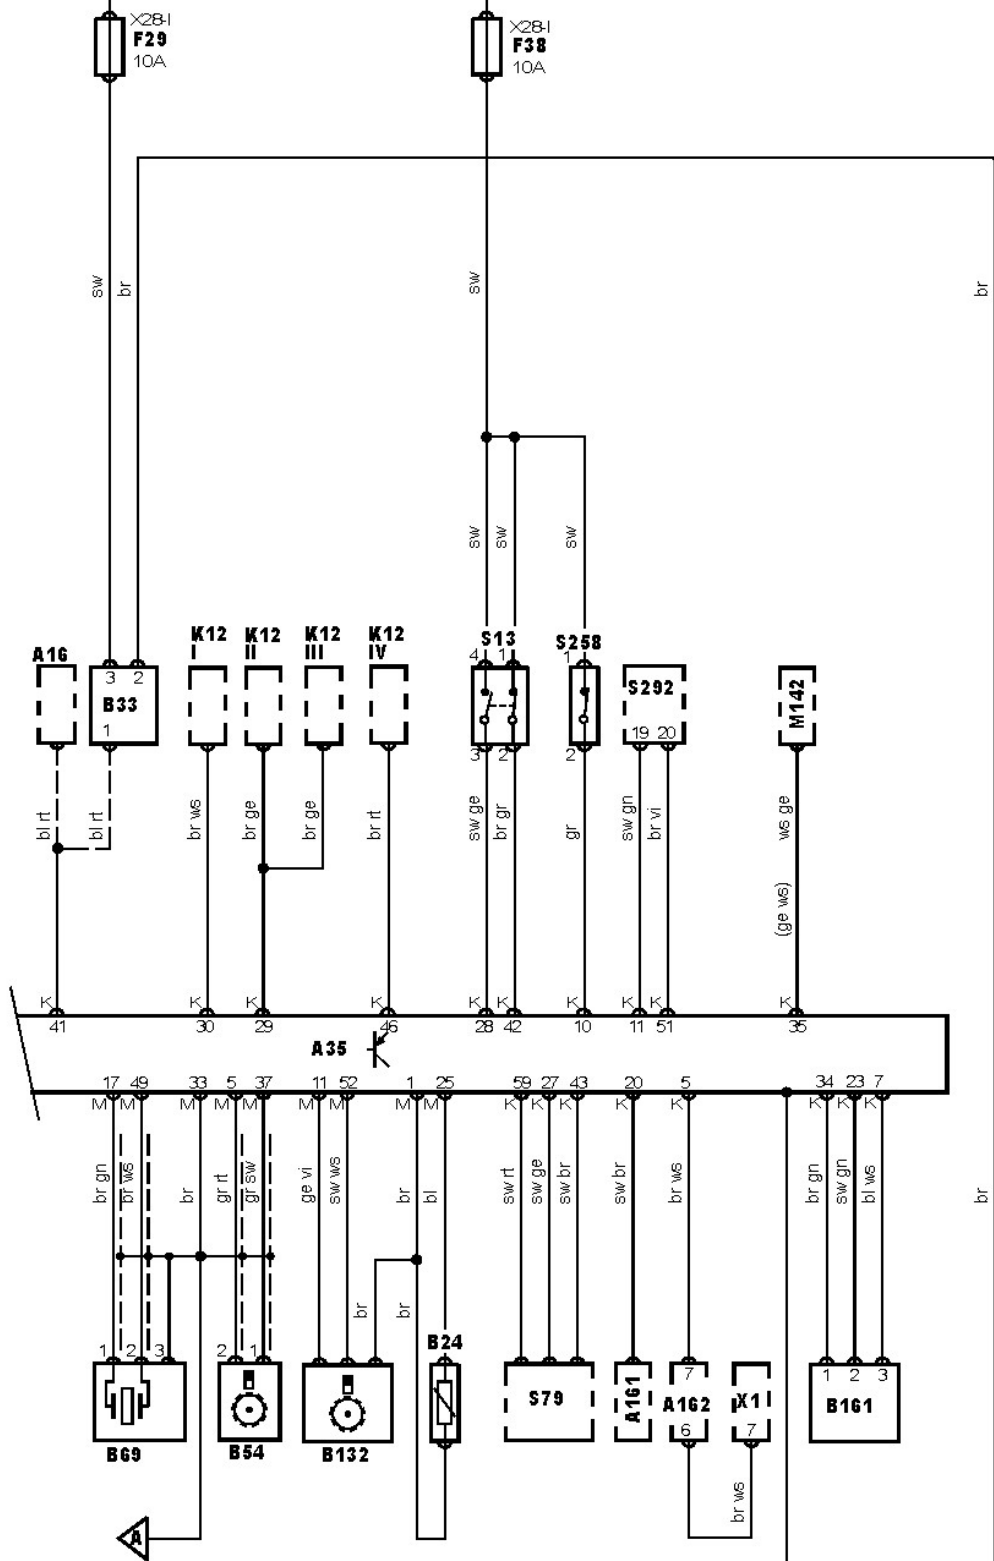 X28-I X28-I
F29 F38
10A 10A
sw br sw br
sw sw sw
A16 K12 K12 K12 K12 S13 S258
I II III IV
4 1 1
3 2 S292 M142
B33
1 19 20
3 2 2
bl rt bl rt br ws br ge br ge br rt sw ge br gr gr sw gn br vi ws ge
(ge ws)
K K K K K K K K K K
41 30 29 46 28 42 10 11 51 35
A35
17 49 33 5 37 11 52 1 25 59 27 43 20 5 34 23 7
M M M M M M M M M K K K K K K K K
br gn br ws br gr rt gr sw ge vi sw ws br bl sw rt sw ge sw br sw br br ws br gn sw gn bl ws br
br br
B24
1 2 3 2 1 7 1 2 3
S79 A161 A162 X1 B161
6 7
B69 B54 B132
br ws
A